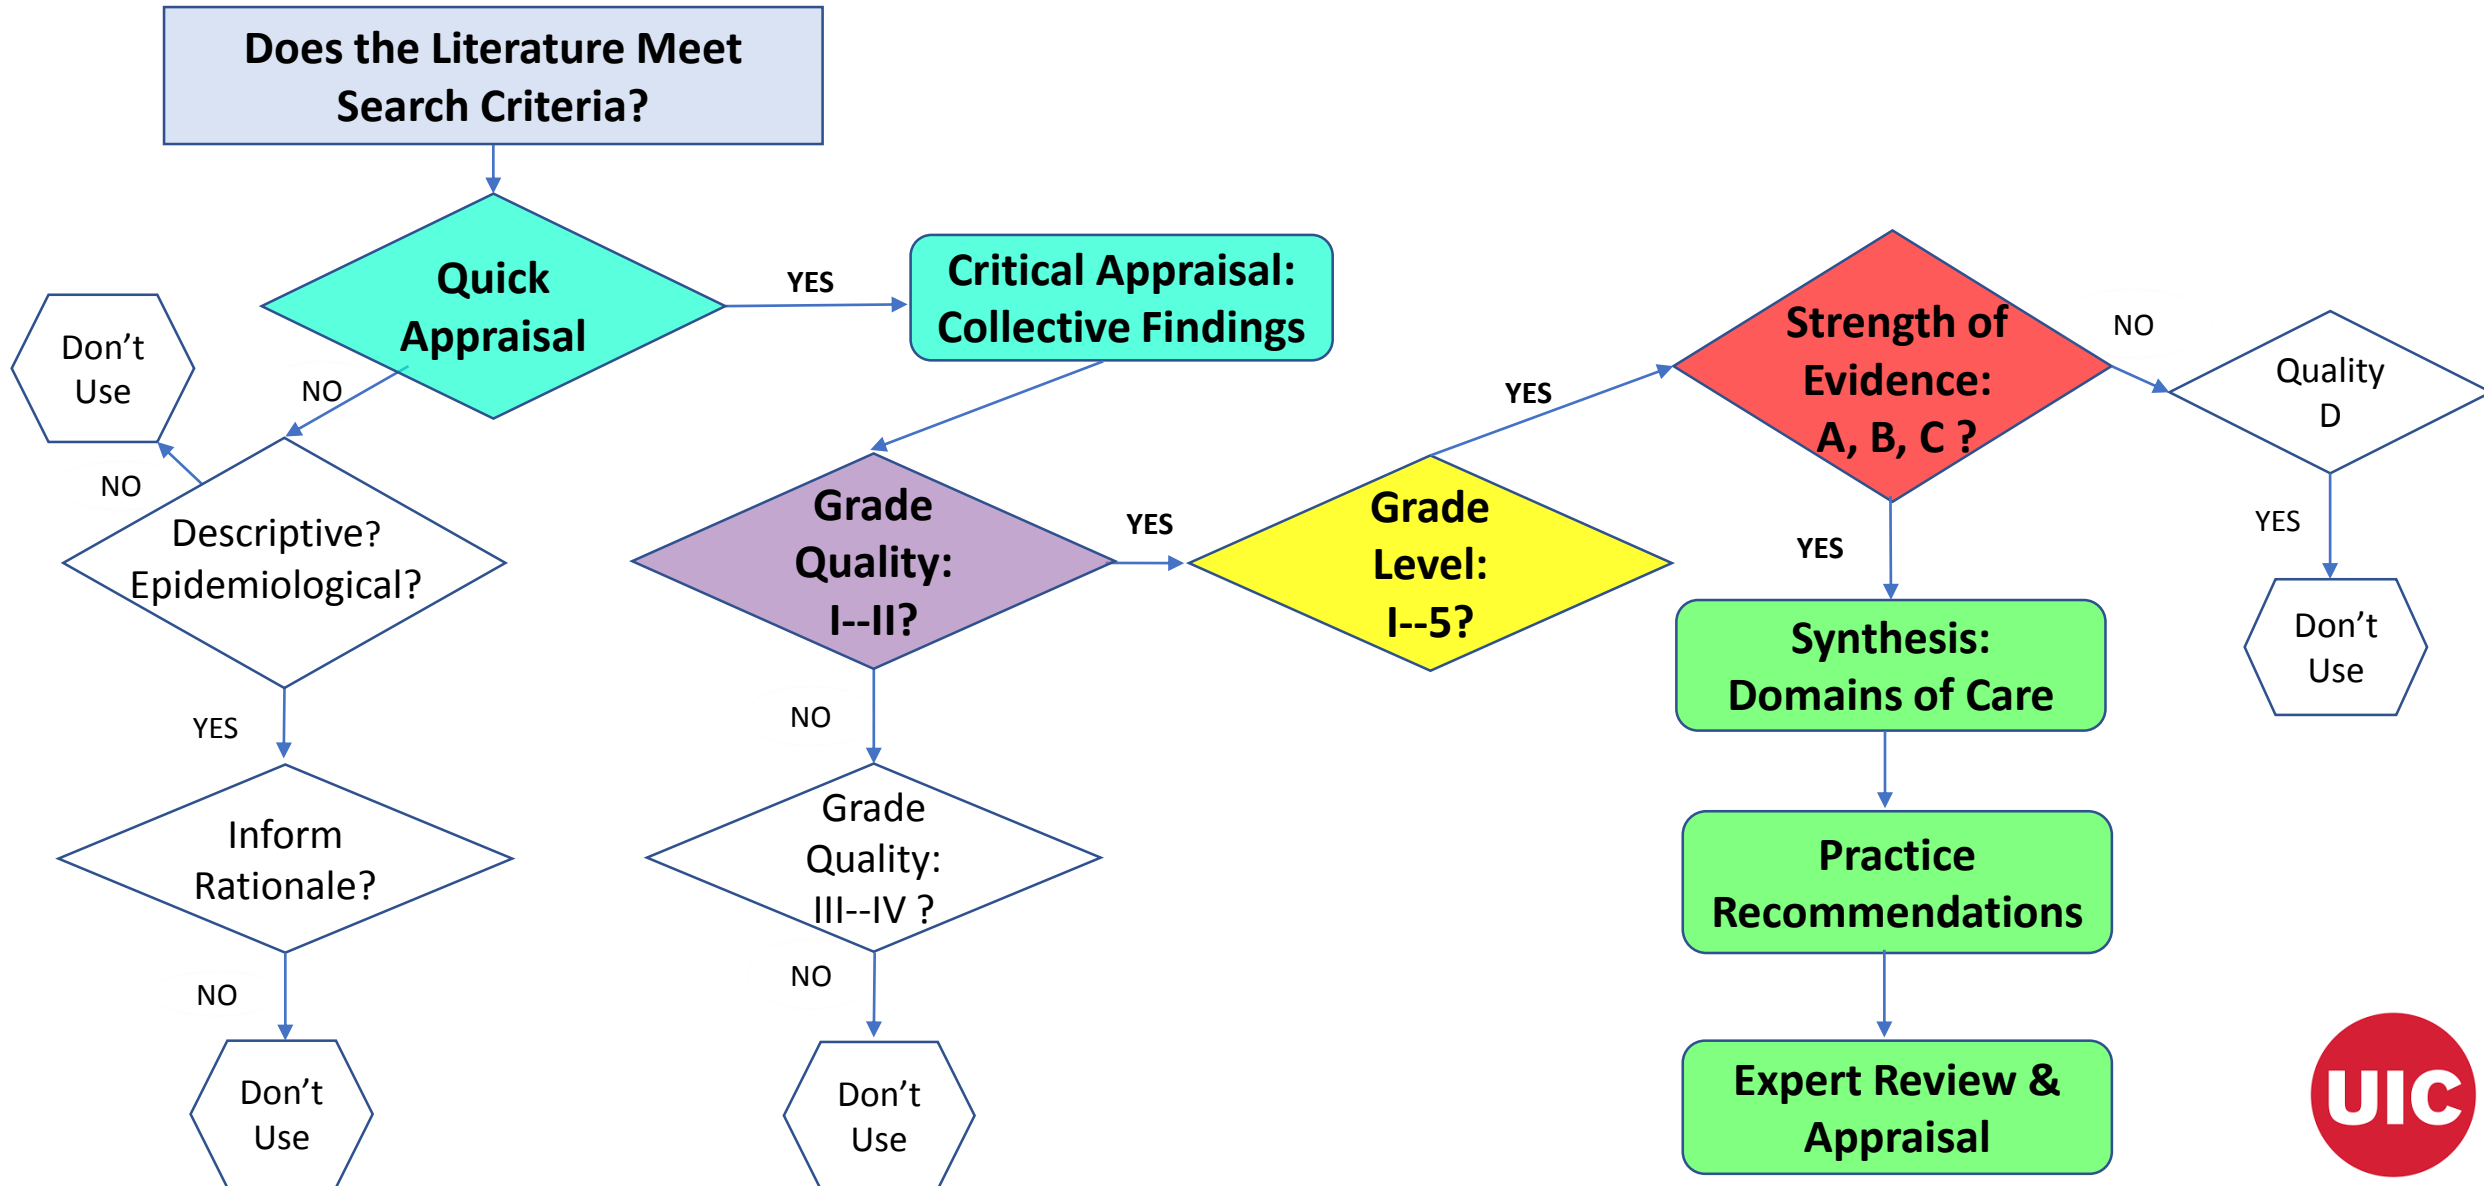 Does the Literature Meet
Search Criteria?
Quick
Appraisal
YES
Critical Appraisal:
Collective Findings
NO
Don't
Use
NO
Descriptive?
Epidemiological?
YES
Inform
Rationale?
NO
Don't
Use
Grade
Quality:
I--II?
NO
Grade
Quality:
III--IV ?
NO
Don't
Use
YES
Grade
Level:
I--5?
YES
Strength of
Evidence:
A, B, C ?
NO
Quality
D
YES
Don't
Use
YES
Synthesis:
Domains of Care
Practice
Recommendations
Expert Review &
Appraisal
UIC